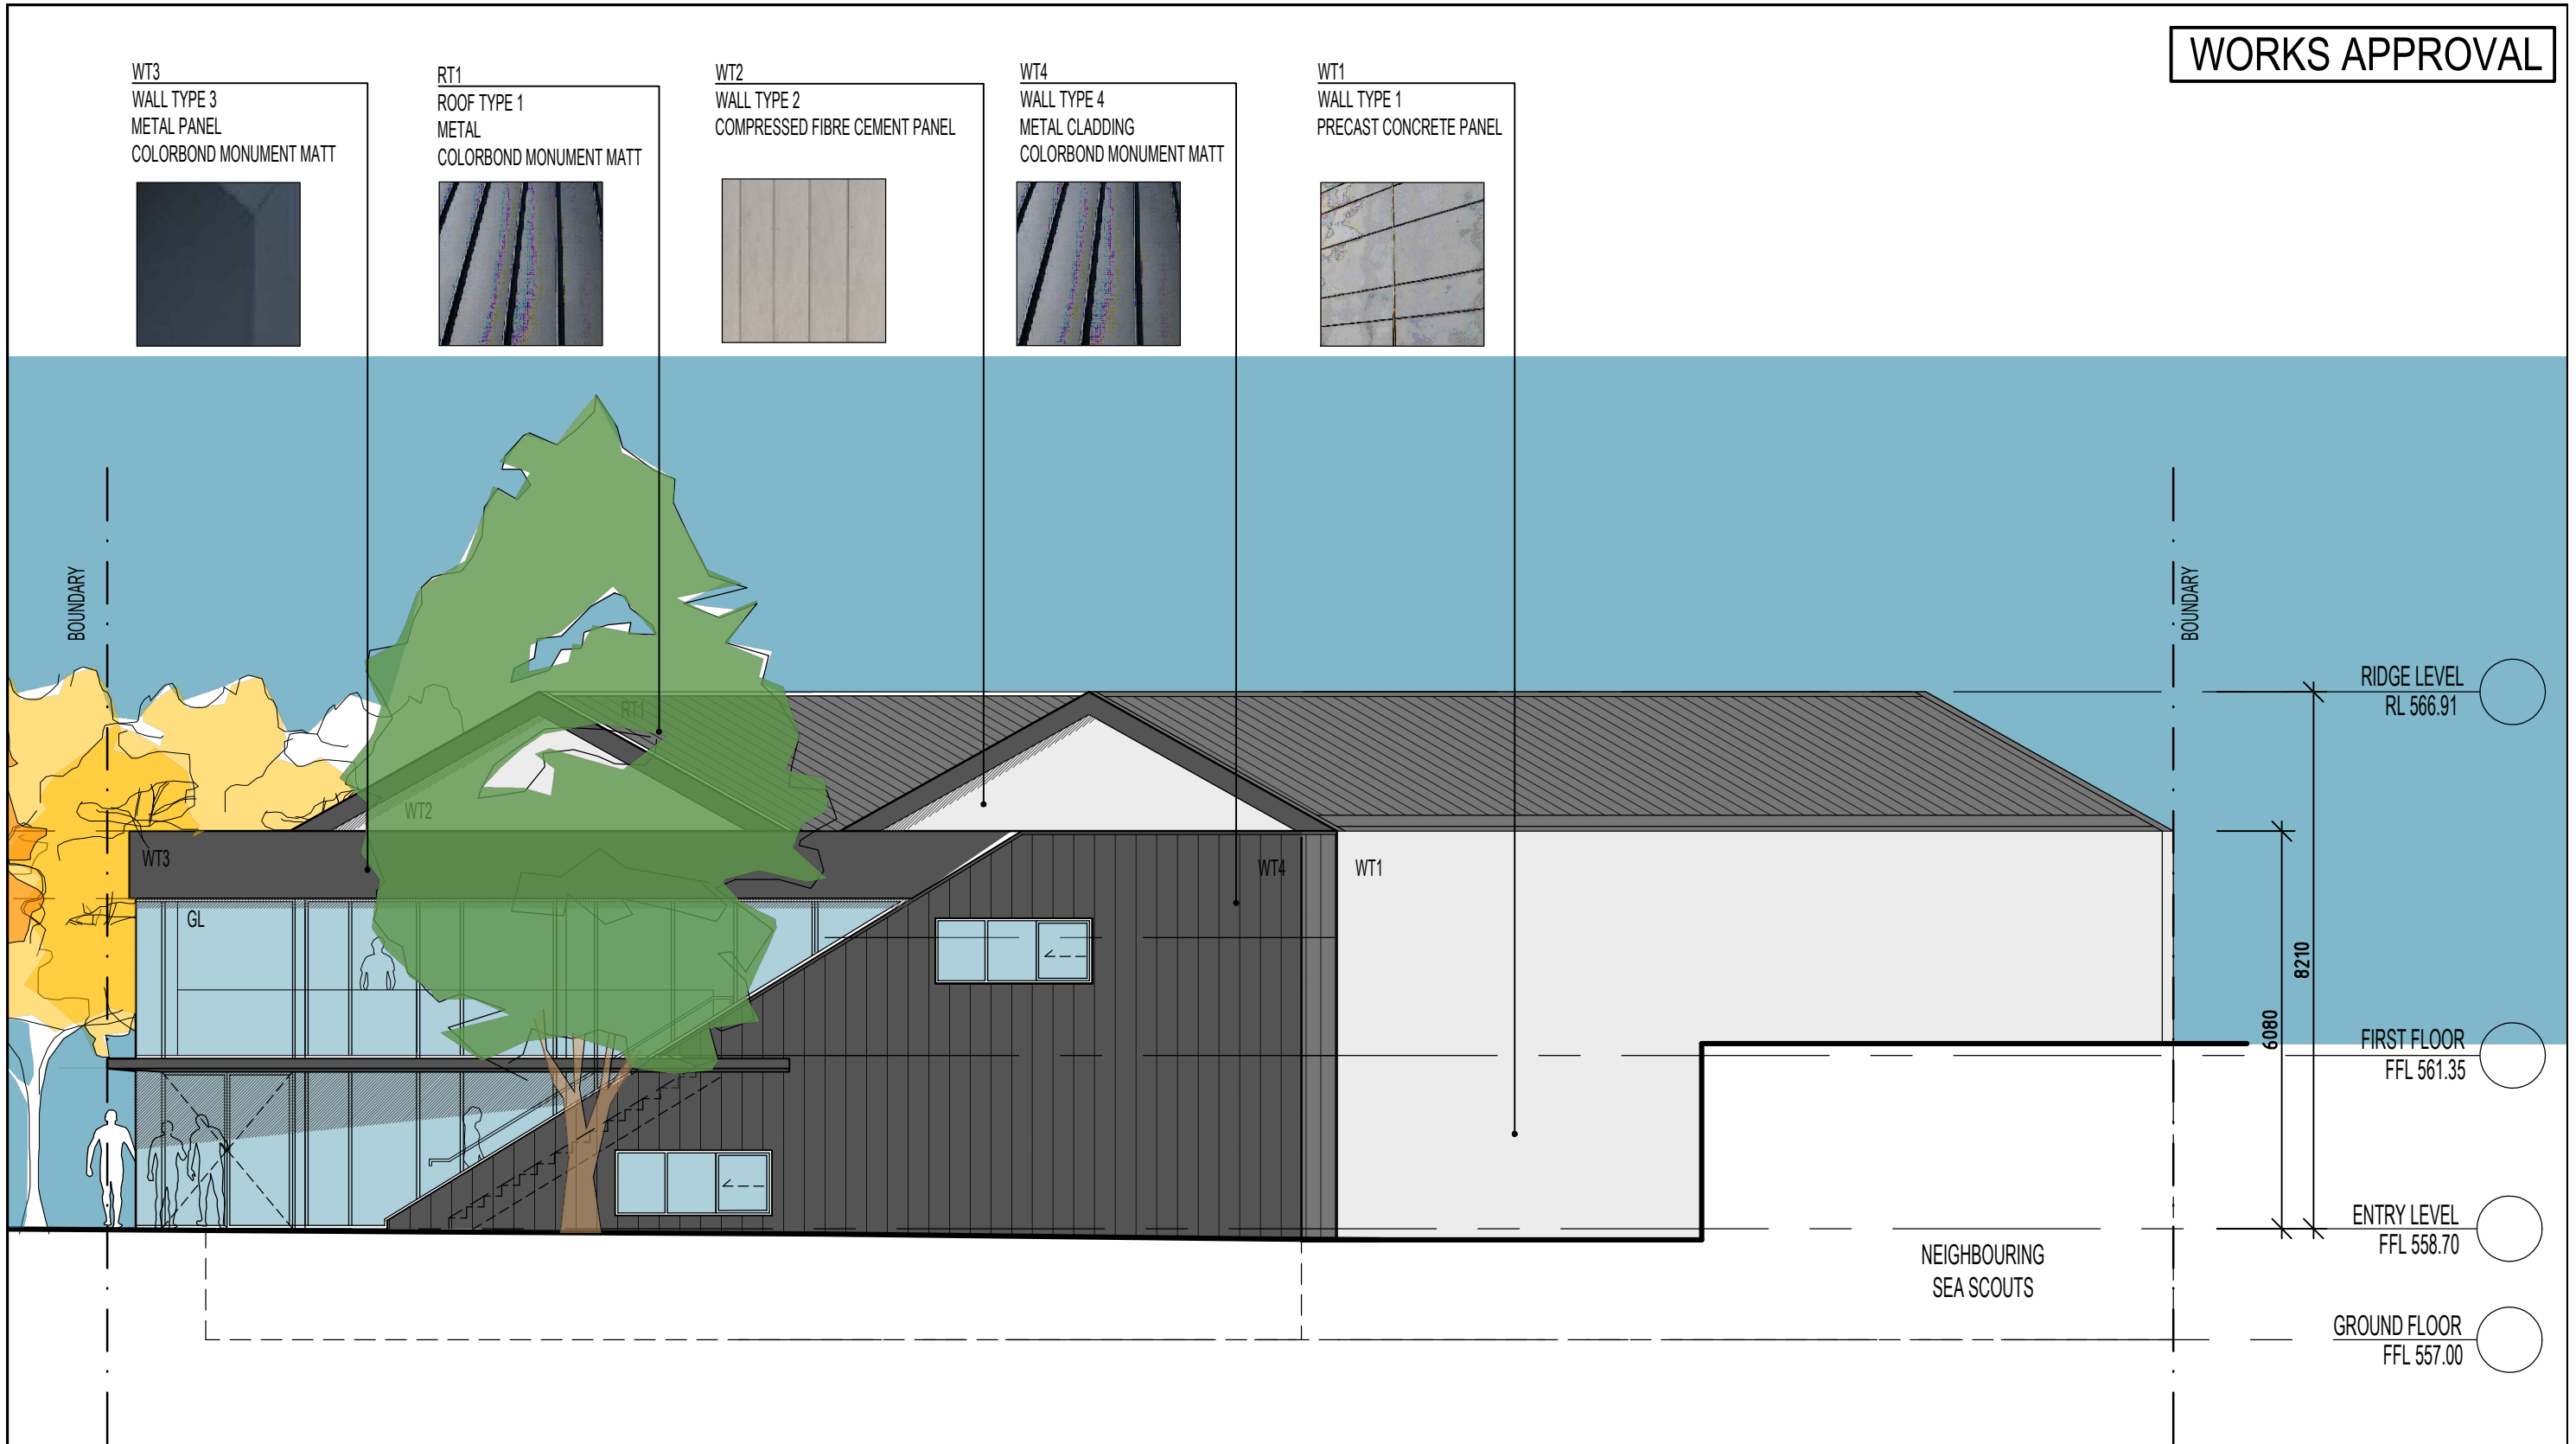 WORKS APPROVAL
WT3
WALL TYPE 3
METAL PANEL
COLORBOND MONUMENT MATT
RT1
ROOF TYPE 1
METAL
COLORBOND MONUMENT MATT
WT2
WALL TYPE 2
COMPRESSED FIBRE CEMENT PANEL
WT4
WALL TYPE 4
METAL CLADDING
COLORBOND MONUMENT MATT
WT1
WALL TYPE 1
PRECAST CONCRETE PANEL
BOUNDARY
BOUNDARY
RIDGE LEVEL
RL 566.91
RT1
WT2
WT3
WT4
WT1
GL
8210
6080
FIRST FLOOR
FFL 561.35
ENTRY LEVEL
FFL 558.70
NEIGHBOURING
SEA SCOUTS
GROUND FLOOR
FFL 557.00